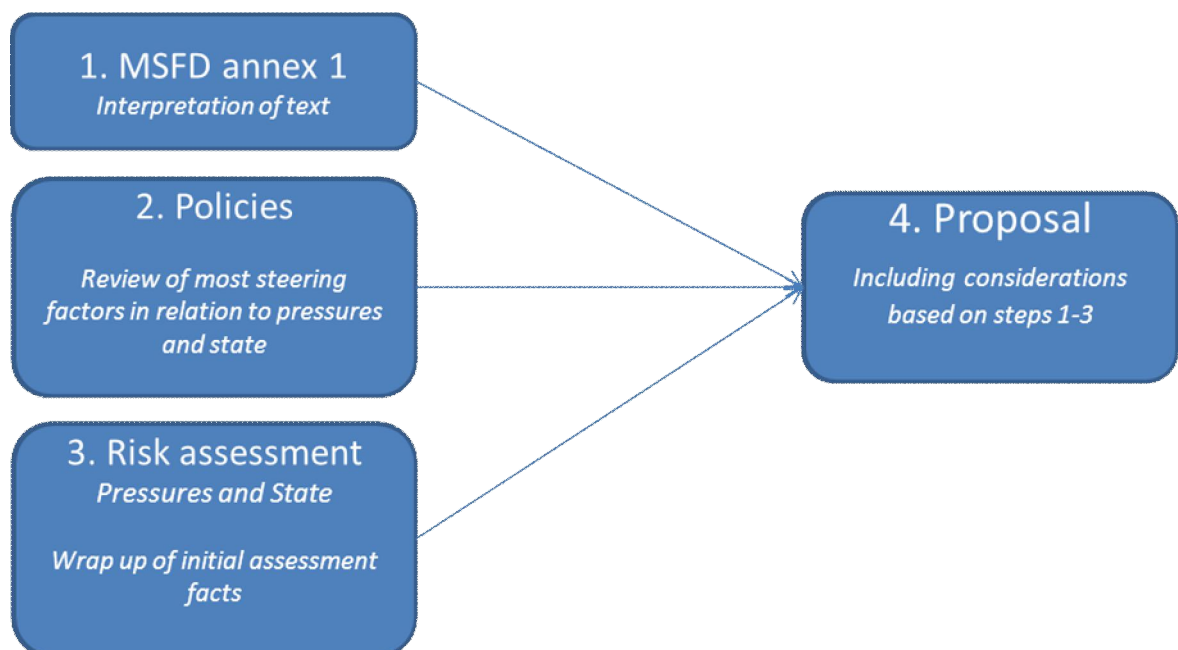 1. MSFD annex 1
Interpretation of text
2. Policies
Review of most steering
factors in relation to pressures
and state
3. Risk assessment
Pressures and State
Wrap up of initial assessment
facts
4. Proposal
Including considerations
based on steps 1-3